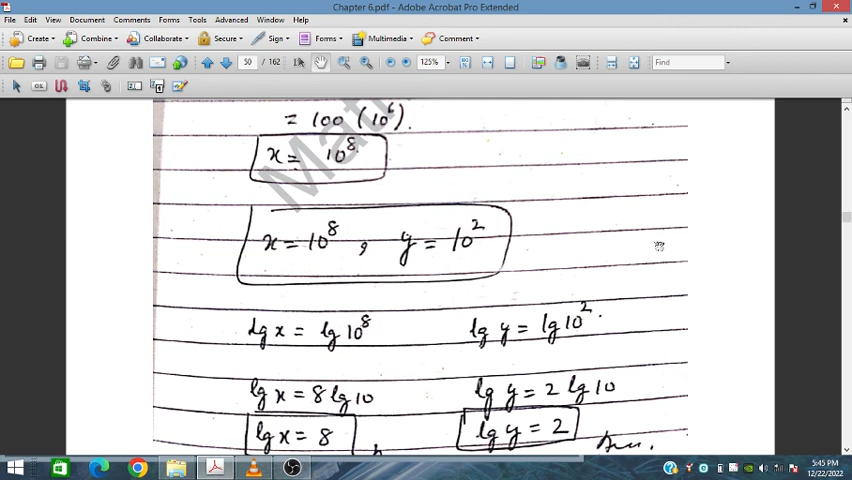 Chapter 6.pdf - Adobe Acrobat Pro Extended
File Edit View Document Comments Forms Tools Advanced Window Help
Create Combine Collaborate Secure Sign Forms Multimedia Comment
50 / 162 125% Find
= 100 (10⁶).
x = 10⁸
x = 10⁸, y = 10²
lg x = lg 10⁸ lg y = lg 10².
lg x = 8 lg 10 lg y = 2 lg 10
lg x = 8 lg y = 2 Ans.
5:45 PM
12/22/2022